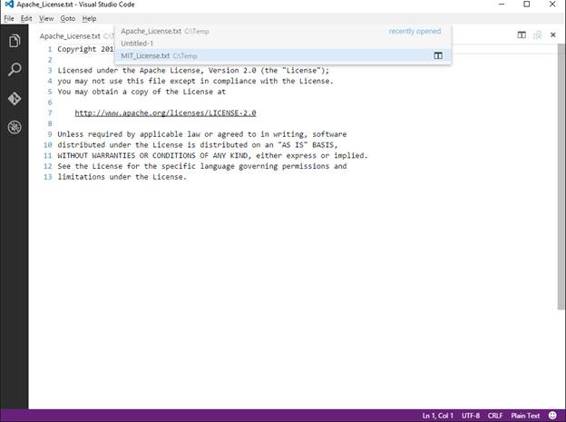 Apache_License.txt - Visual Studio Code
File Edit View Goto Help
Apache_License.txt C:\Temp recently opened
Untitled-1
MIT_License.txt C:\Temp
Apache_License.txt
1 Copyright
2
3 Licensed under the Apache License, Version 2.0 (the "License");
4 you may not use this file except in compliance with the License.
5 You may obtain a copy of the License at
6
7 http://www.apache.org/licenses/LICENSE-2.0
8
9 Unless required by applicable law or agreed to in writing, software
10 distributed under the License is distributed on an "AS IS" BASIS,
11 WITHOUT WARRANTIES OR CONDITIONS OF ANY KIND, either express or implied.
12 See the License for the specific language governing permissions and
13 limitations under the License.
Ln 1, Col 1 UTF-8 CRLF Plain Text